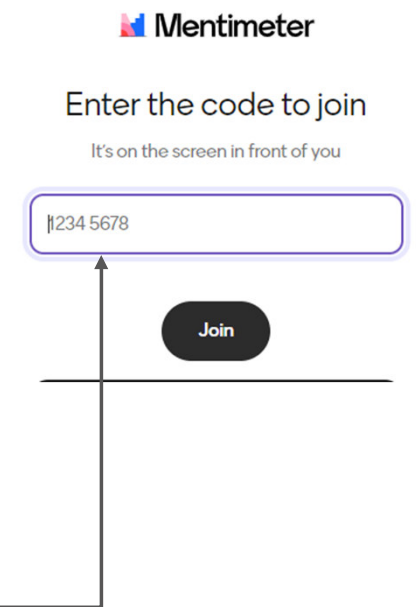 Mentimeter
Enter the code to join
It's on the screen in front of you
1234 5678
Join